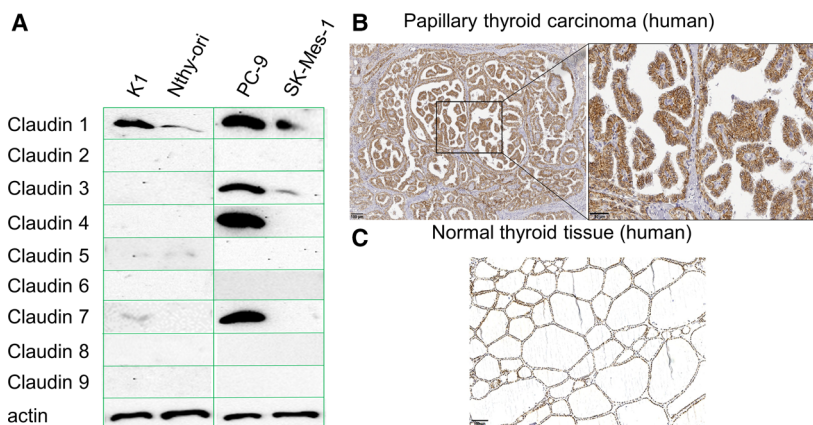 A
K1
Nthy-ori
PC-9
SK-Mes-1
Claudin 1
Claudin 2
Claudin 3
Claudin 4
Claudin 5
Claudin 6
Claudin 7
Claudin 8
Claudin 9
actin
B
Papillary thyroid carcinoma (human)
C
Normal thyroid tissue (human)